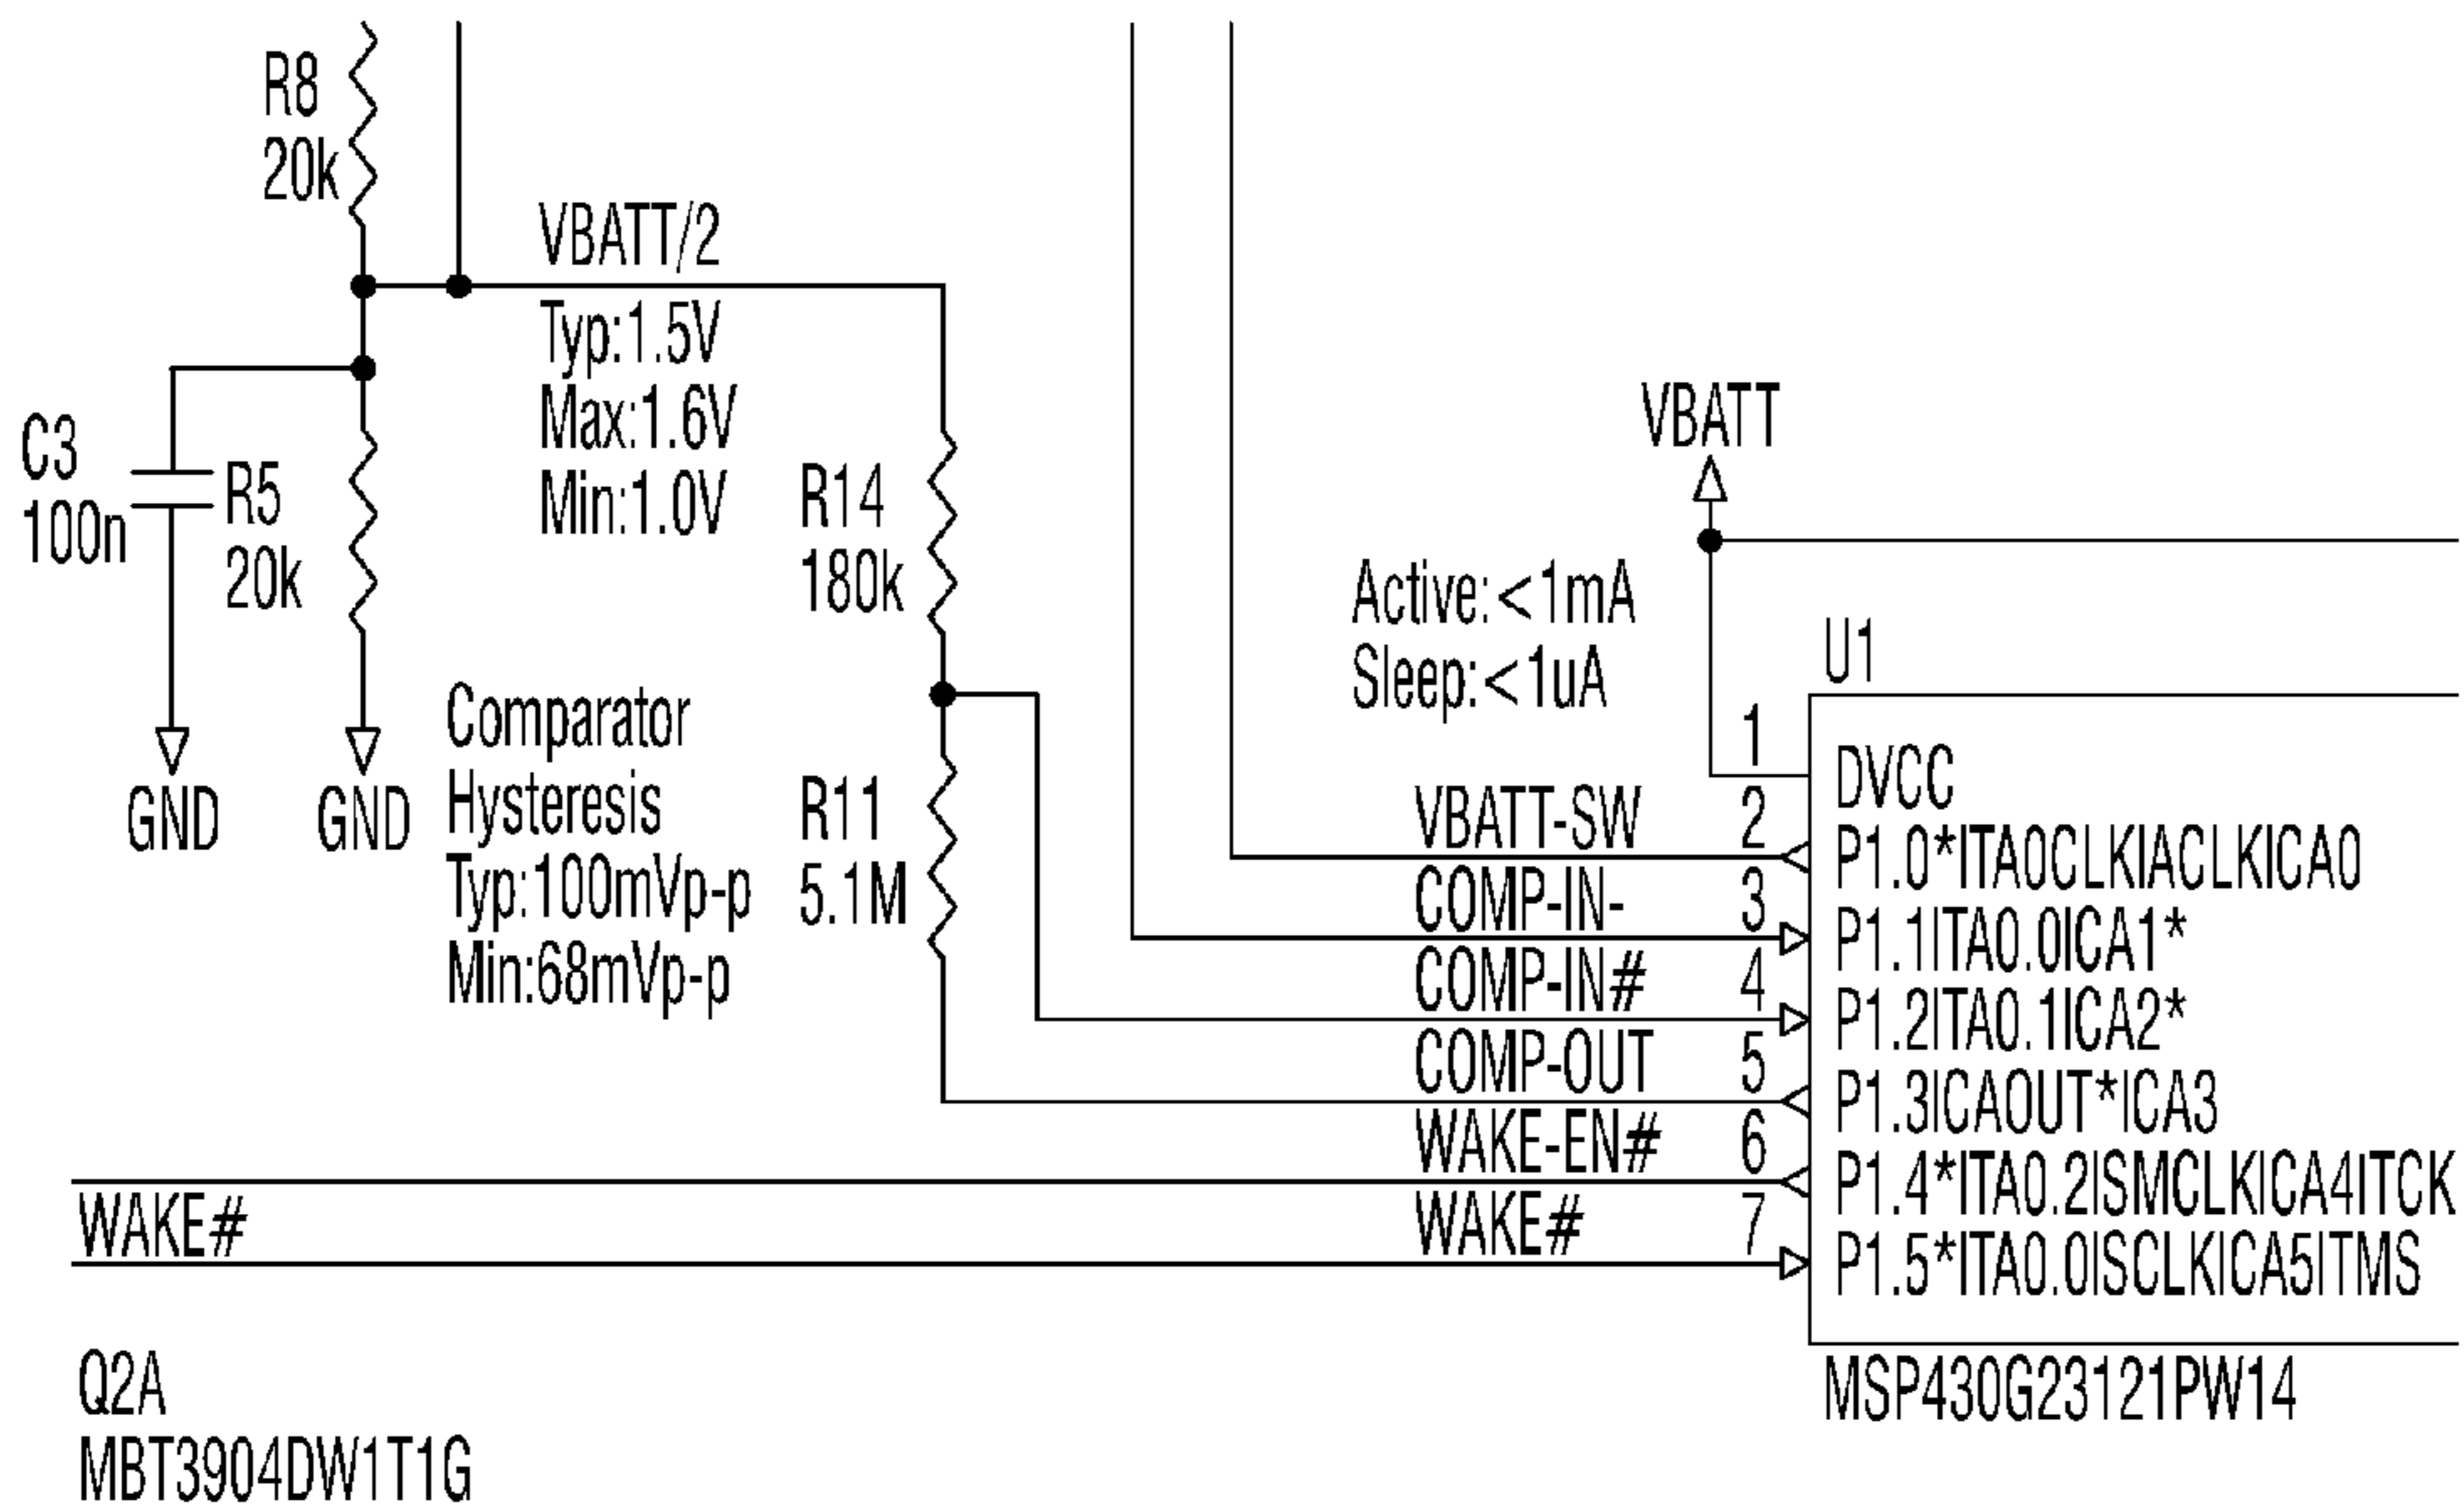 R8
20k
VBATT/2
Typ:1.5V
Max:1.6V
Min:1.0V
C3
100n
R5
20k
R14
180k
VBATT
Active:<1mA
Sleep:<1uA
U1
GND
GND
Comparator
Hysteresis
Typ:100mVp-p
Min:68mVp-p
R11
5.1M
1
DVCC
VBATT-SW
2
P1.0*ITA0CLKIACLKICA0
COMP-IN-
3
P1.1ITA0.0ICA1*
COMP-IN#
4
P1.2ITA0.1ICA2*
COMP-OUT
5
P1.3ICAOUT*ICA3
WAKE-EN#
6
P1.4*ITA0.2ISMCLKICA4ITCK
WAKE#
WAKE#
7
P1.5*ITA0.0ISCLKICA5ITMS
MSP430G23121PW14
Q2A
MBT3904DW1T1G